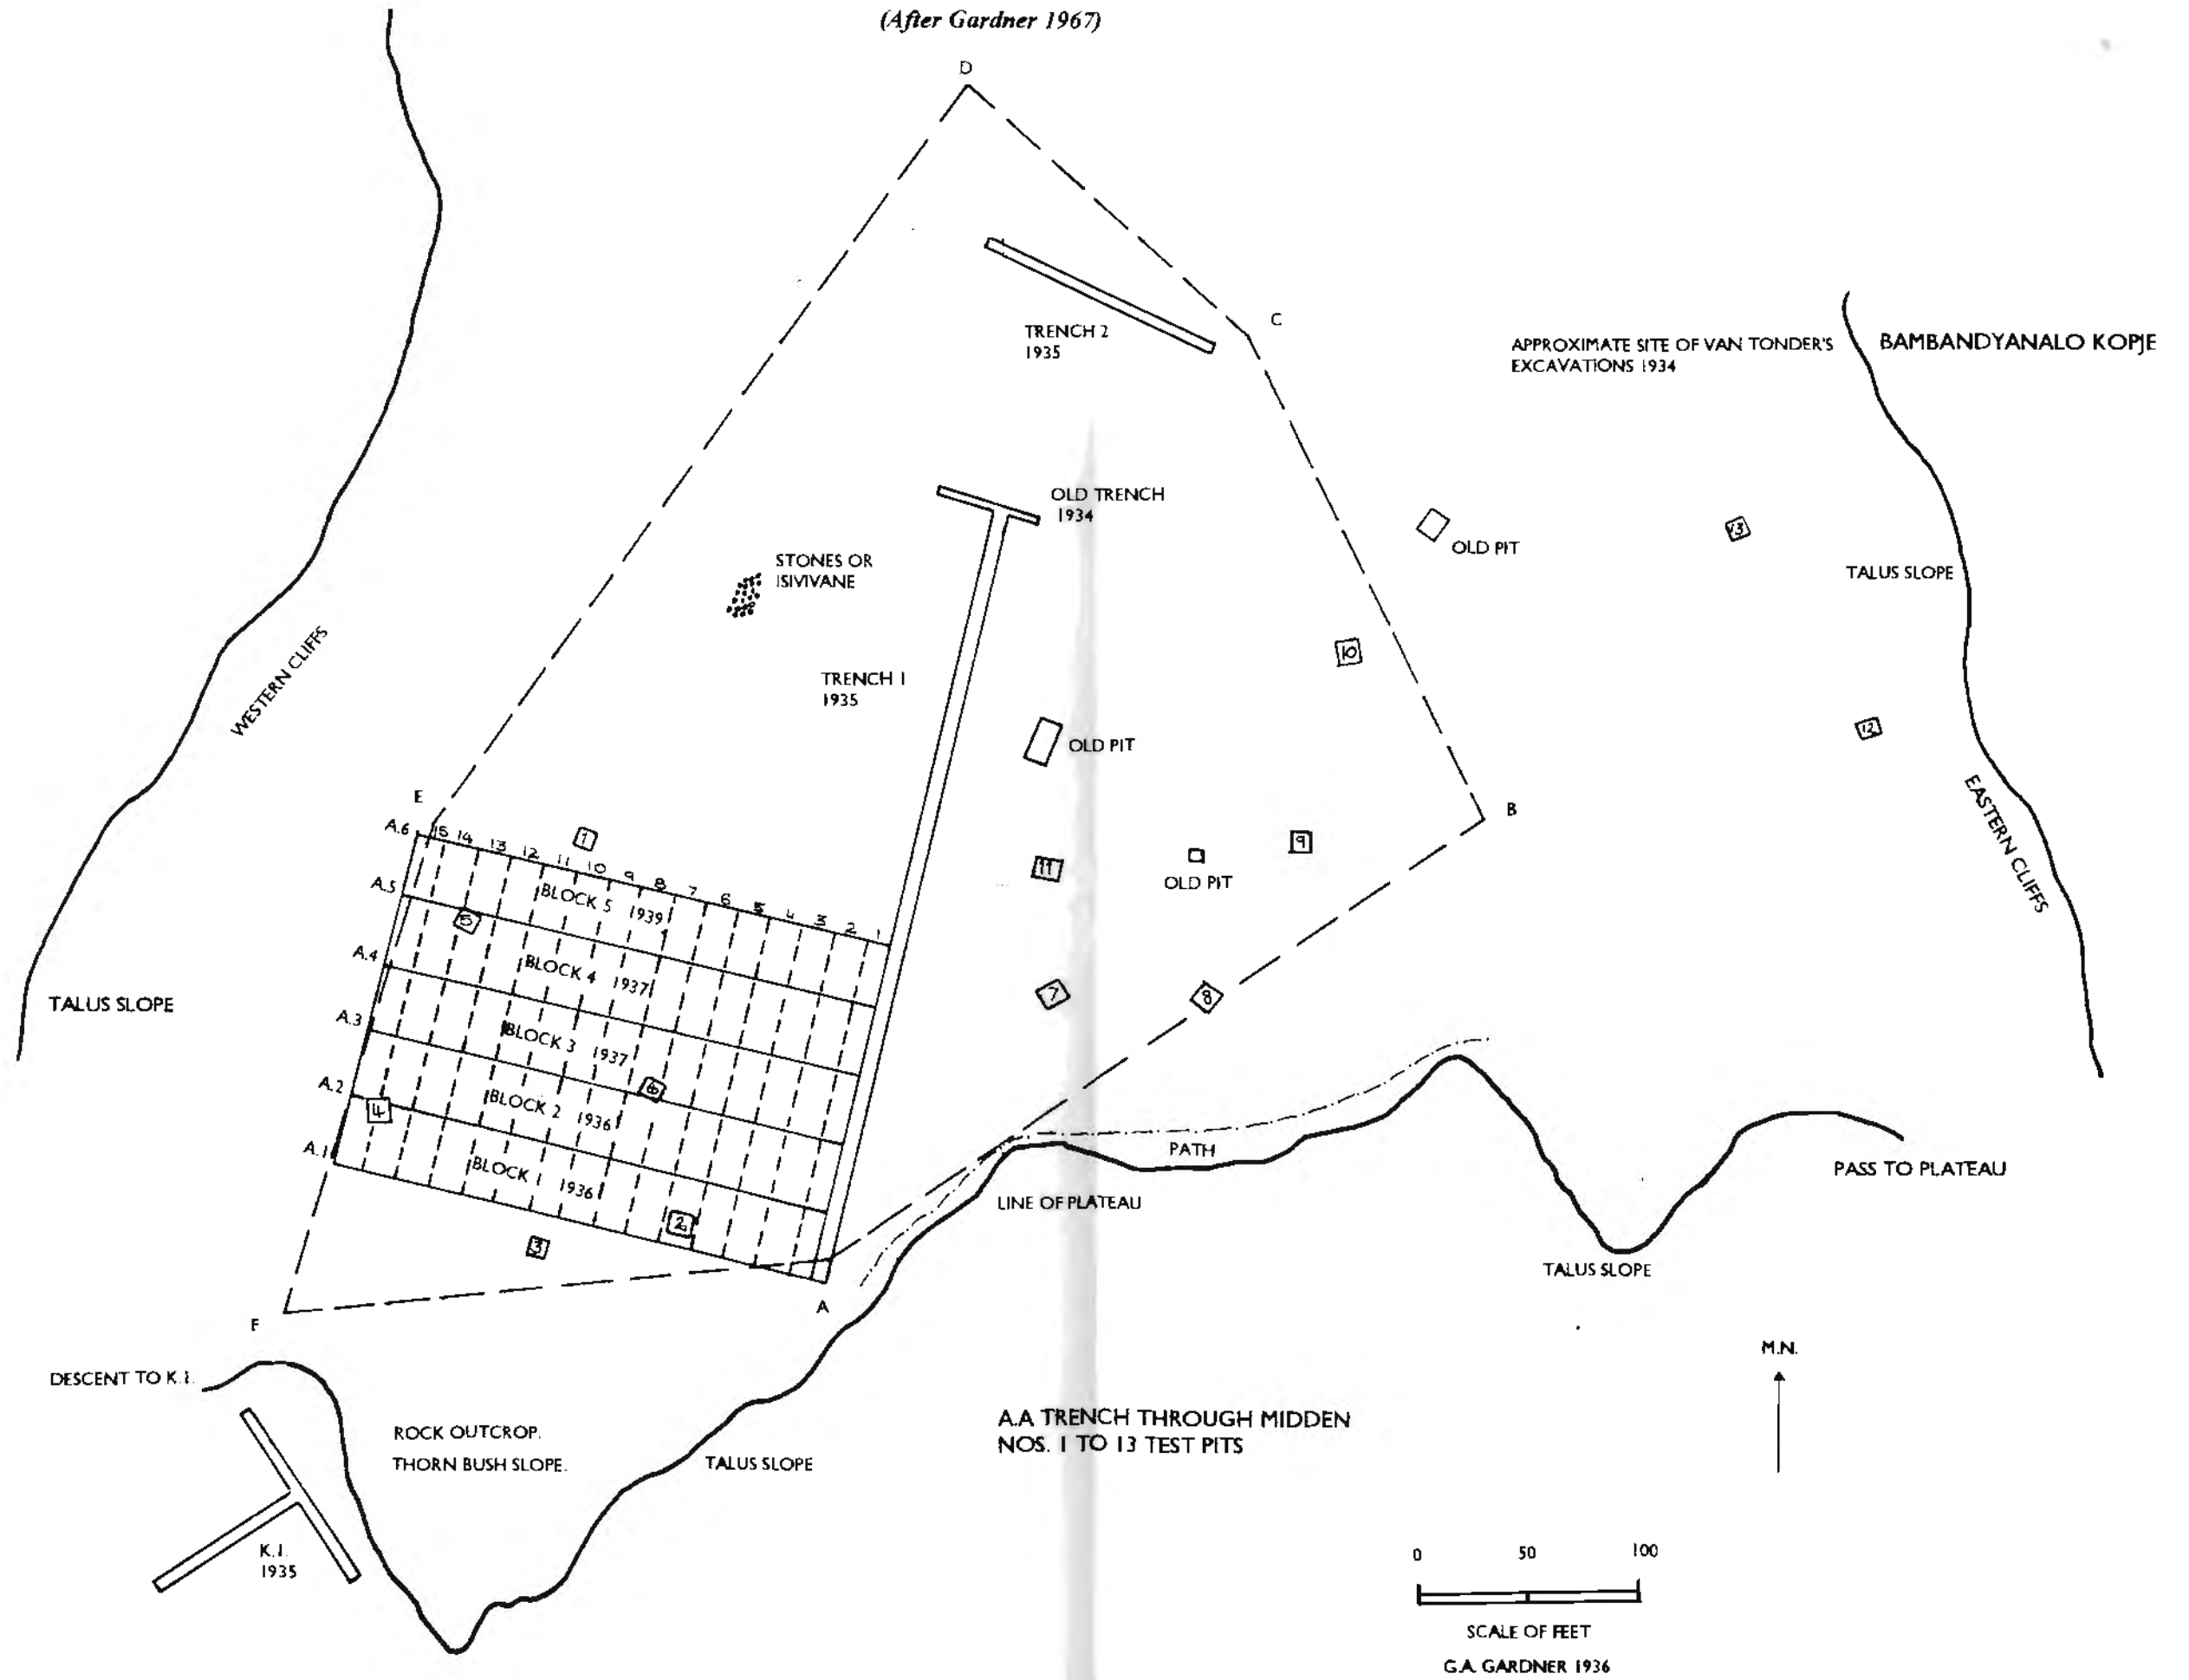 (After Gardner 1967)
D
C
TRENCH 2
1935
APPROXIMATE SITE OF VAN TONDER'S
EXCAVATIONS 1934
BAMBANDYANALO KOPJE
OLD TRENCH
1934
OLD PIT
13
TALUS SLOPE
STONES OR
ISIVIVANE
WESTERN CLIFFS
10
TRENCH 1
1935
OLD PIT
12
EASTERN CLIFFS
E
B
A.6
15 14 13 12 11 10 9 8 7 6 5 4 3 2 1
1
9
11
OLD PIT
A.5
BLOCK 5 1939
5
A.4
BLOCK 4 1937
7
8
TALUS SLOPE
A.3
BLOCK 3 1937
6
A.2
BLOCK 2 1936
4
A.1
BLOCK 1 1936
2
3
PATH
LINE OF PLATEAU
PASS TO PLATEAU
TALUS SLOPE
A
F
M.N.
DESCENT TO K.I.
ROCK OUTCROP.
THORN BUSH SLOPE.
TALUS SLOPE
A.A TRENCH THROUGH MIDDEN
NOS. 1 TO 13 TEST PITS
K.I.
1935
0 50 100
SCALE OF FEET
G.A. GARDNER 1936